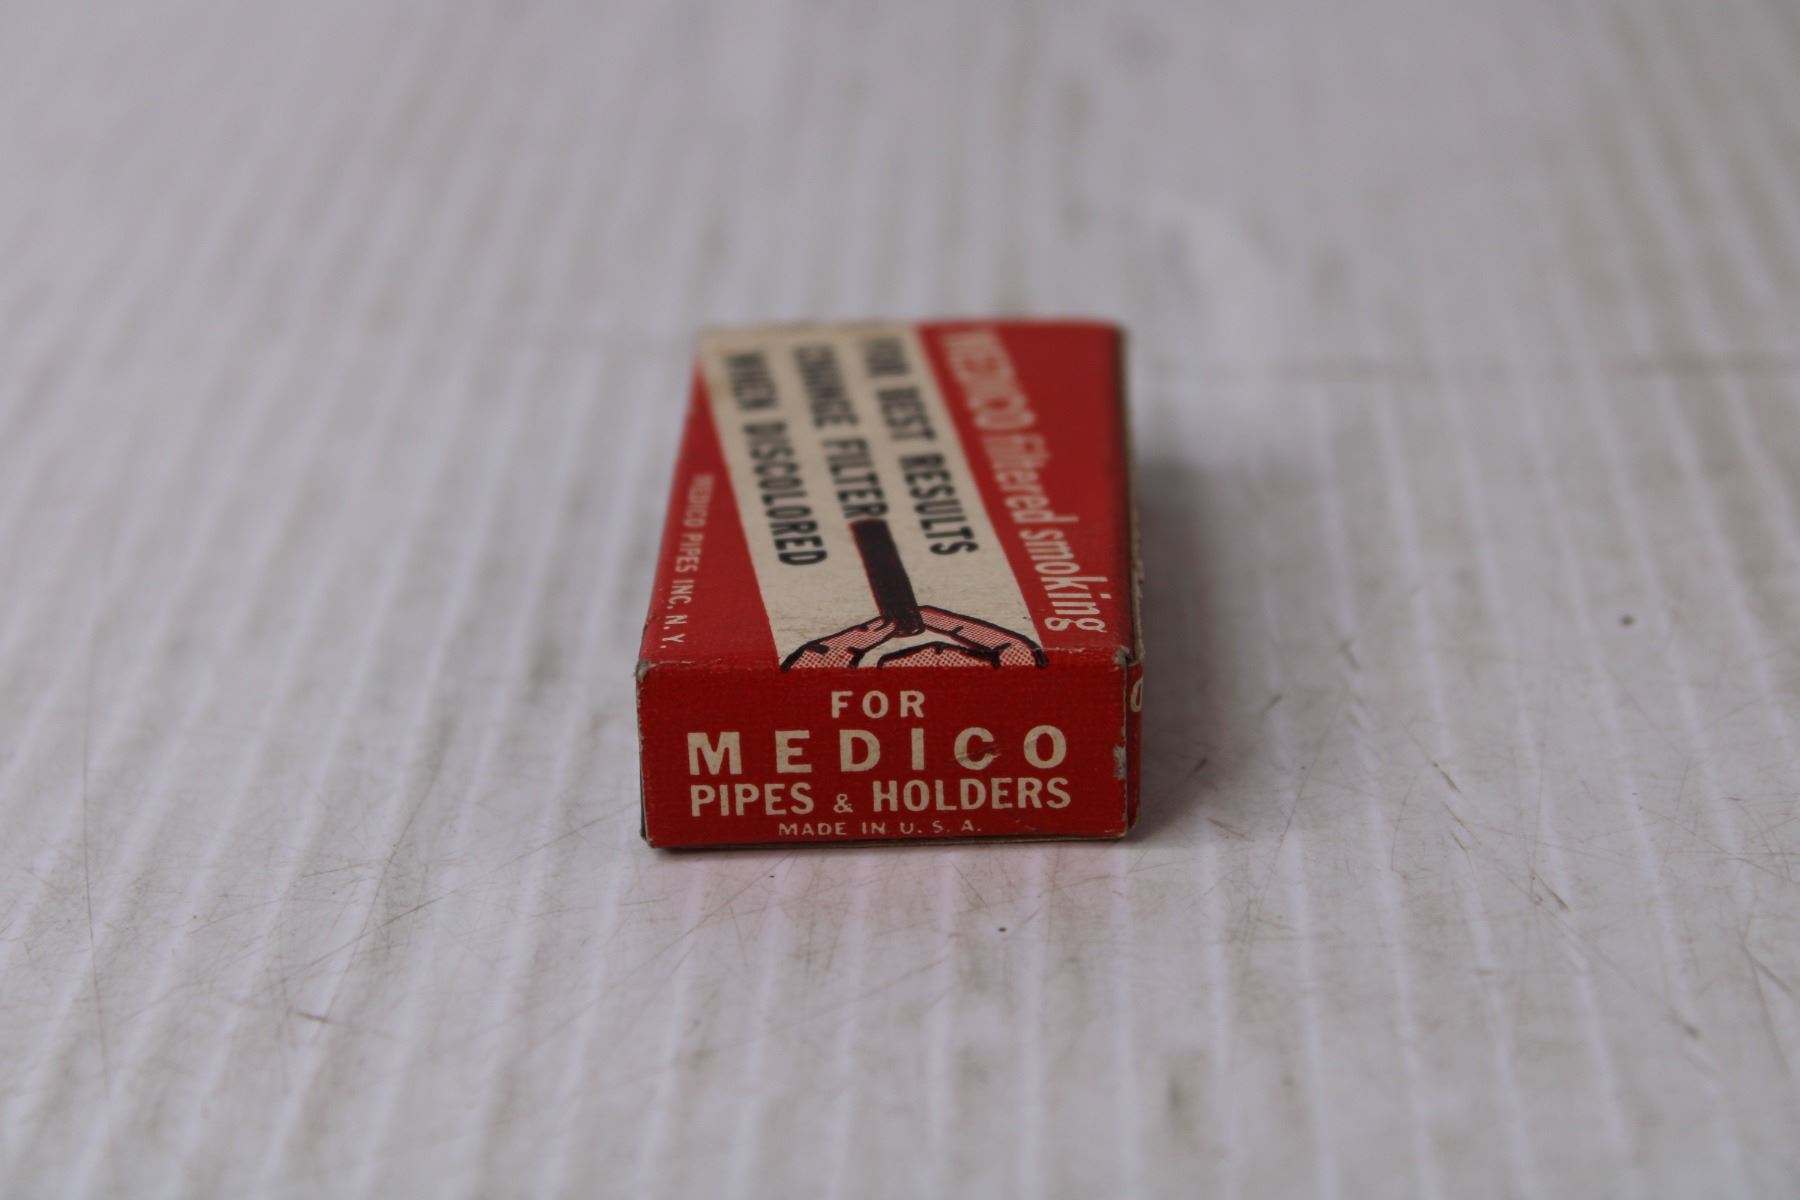 MEDICO filtered smoking
FOR BEST RESULTS
CHANGE FILTER
WHEN DISCOLORED
MEDICO PIPES INC. N. Y.
FOR
MEDICO
PIPES & HOLDERS
MADE IN U. S. A.